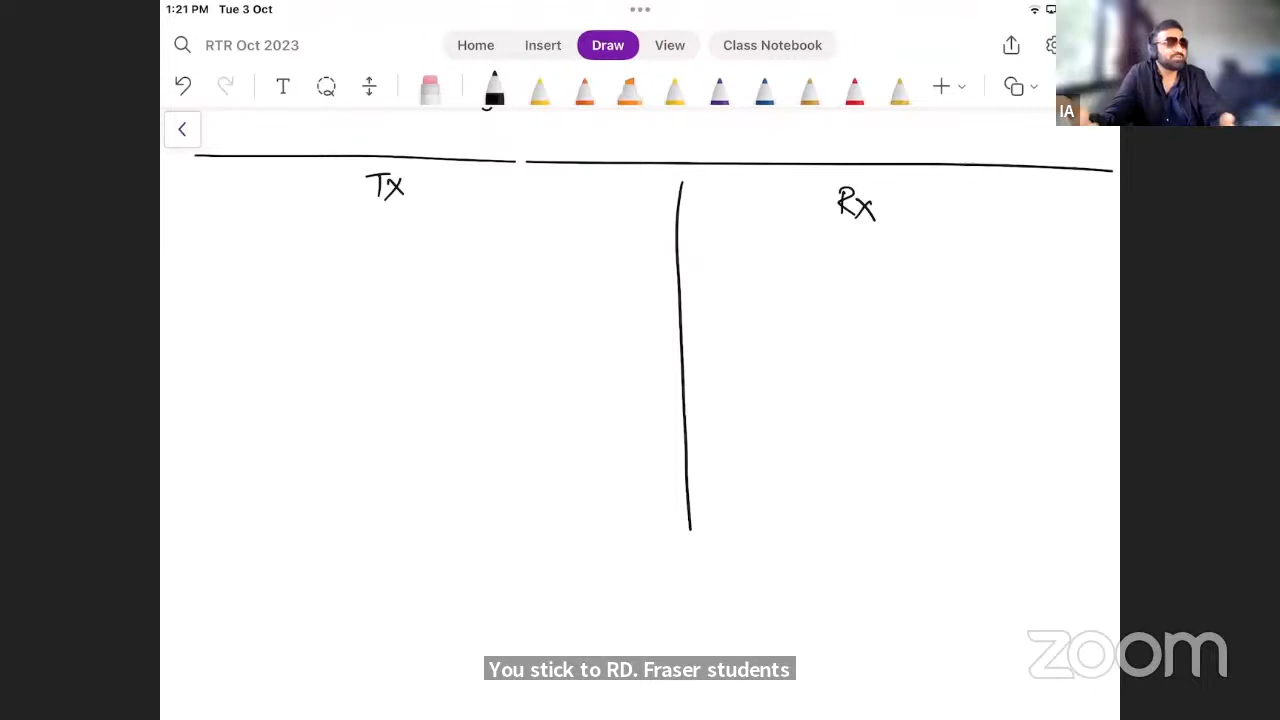 1:21 PM Tue 3 Oct
RTR Oct 2023
Home Insert Draw View Class Notebook
T
IA
Tx
Rx
zoom
You stick to RD. Fraser students